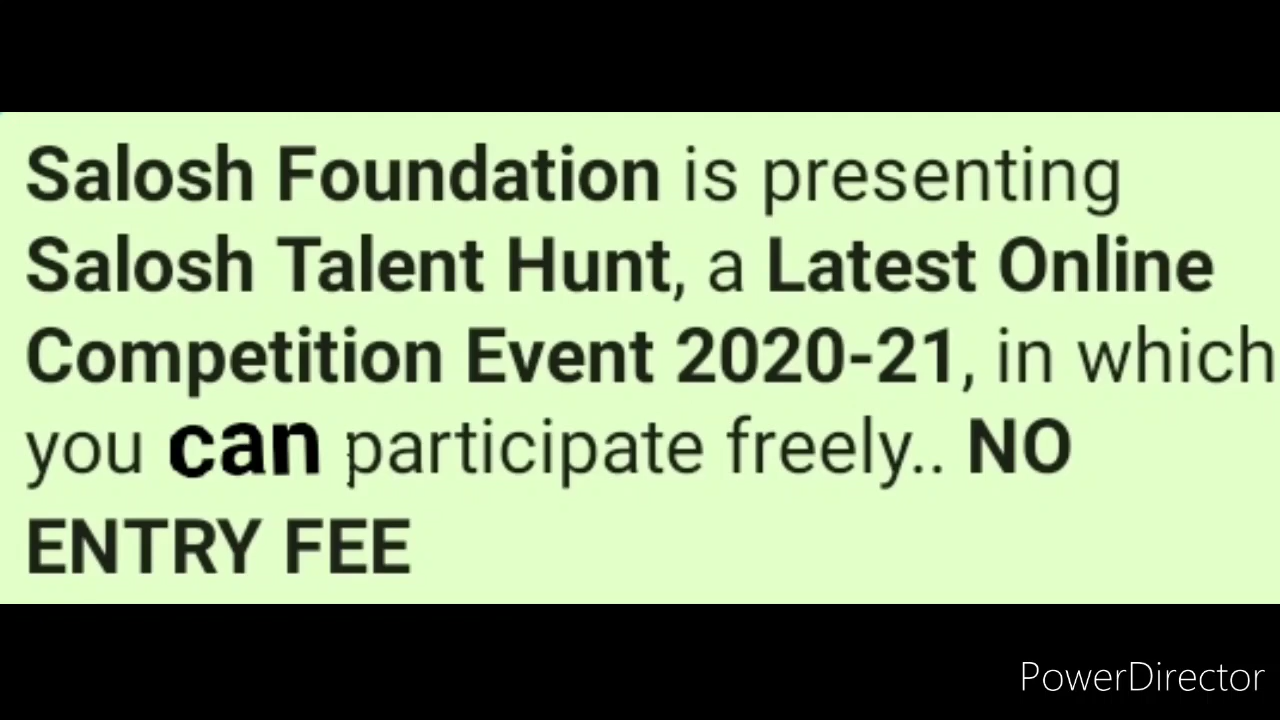 Salosh Foundation is presenting
Salosh Talent Hunt, a Latest Online
Competition Event 2020-21, in which
you can participate freely.. NO
ENTRY FEE
PowerDirector